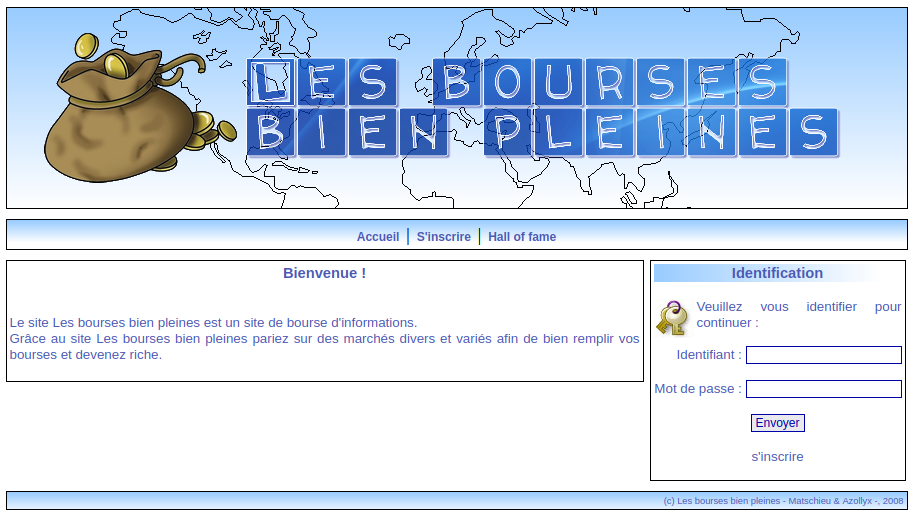 LES BOURSES
BIEN PLEINES
Accueil | S'inscrire | Hall of fame
Bienvenue !
Le site Les bourses bien pleines est un site de bourse d'informations.
Grâce au site Les bourses bien pleines pariez sur des marchés divers et variés afin de bien remplir vos
bourses et devenez riche.
Identification
Veuillez vous identifier pour
continuer :
Identifiant :
Mot de passe :
Envoyer
s'inscrire
(c) Les bourses bien pleines - Matschieu & Azollyx -, 2008